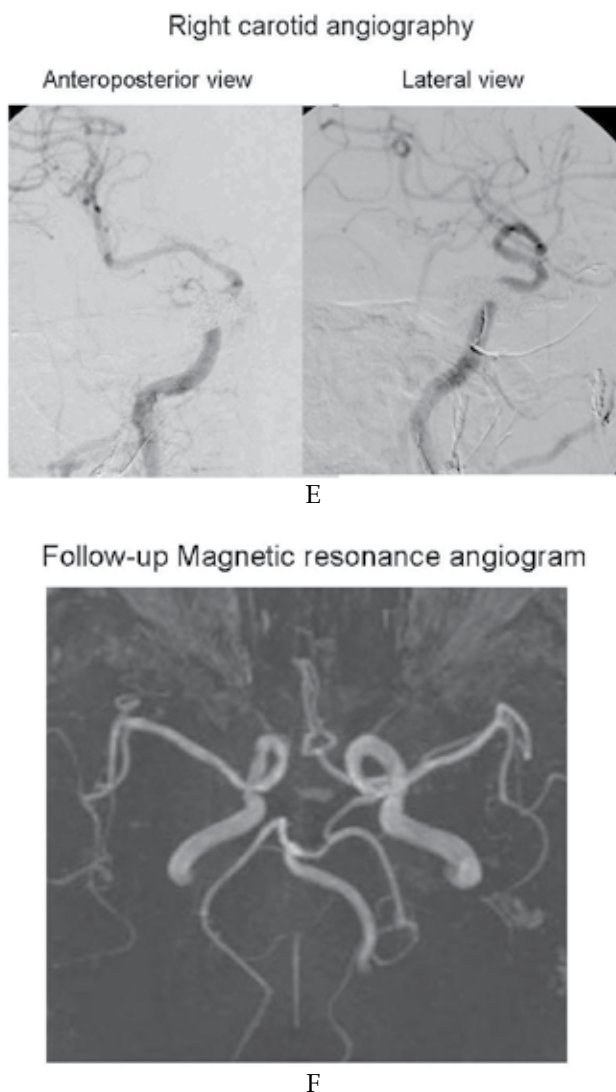 Right carotid angiography
Anteroposterior view
Lateral view
E
Follow-up Magnetic resonance angiogram
F